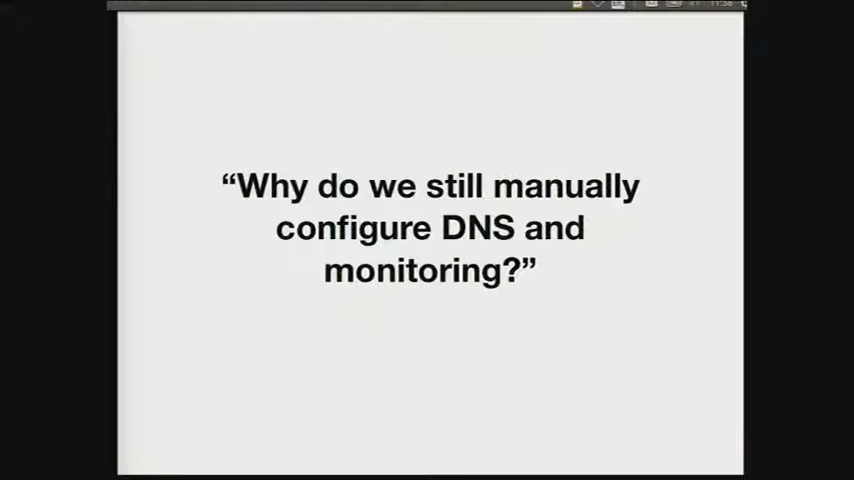 “Why do we still manually
configure DNS and
monitoring?”